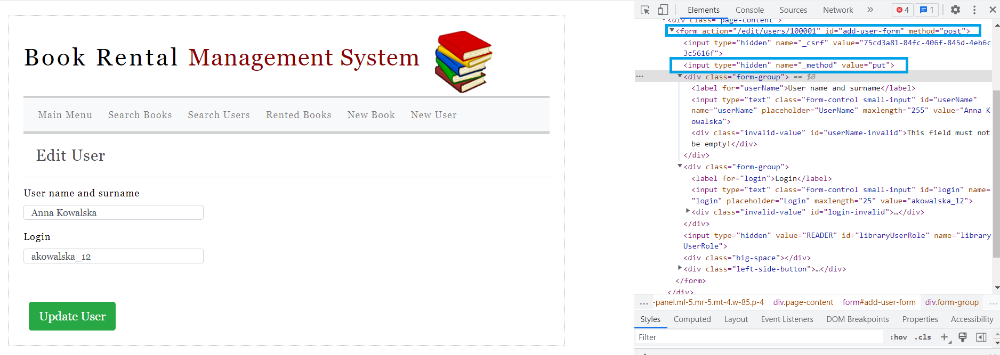 Book Rental Management System
Main Menu Search Books Search Users Rented Books New Book New User
Edit User
User name and surname
Anna Kowalska
Login
akowalska_12
Update User
Elements Console Sources Network » 4 1
<div class="page-content">
<form action="/edit/users/100001" id="add-user-form" method="post">
<input type="hidden" name="_csrf" value="75cd3a81-84fc-406f-845d-4eb6c
3c5616f">
<input type="hidden" name="_method" value="put">
<div class="form-group"> == $0
<label for="userName">User name and surname</label>
<input type="text" class="form-control small-input" id="userName"
name="userName" placeholder="UserName" maxlength="255" value="Anna K
owalska">
<div class="invalid-value" id="userName-invalid">This field must not
be empty!</div>
</div>
<div class="form-group">
<label for="login">Login</label>
<input type="text" class="form-control small-input" id="login" name=
"login" placeholder="Login" maxlength="25" value="akowalska_12">
<div class="invalid-value" id="login-invalid">…</div>
</div>
<input type="hidden" value="READER" id="libraryUserRole" name="library
UserRole">
<div class="big-space"></div>
<div class="left-side-button">…</div>
</form>
</div>
... -panel.ml-5.mr-5.mt-4.w-85.p-4 div.page-content form#add-user-form div.form-group ...
Styles Computed Layout Event Listeners DOM Breakpoints Properties Accessibility
Filter :hov .cls